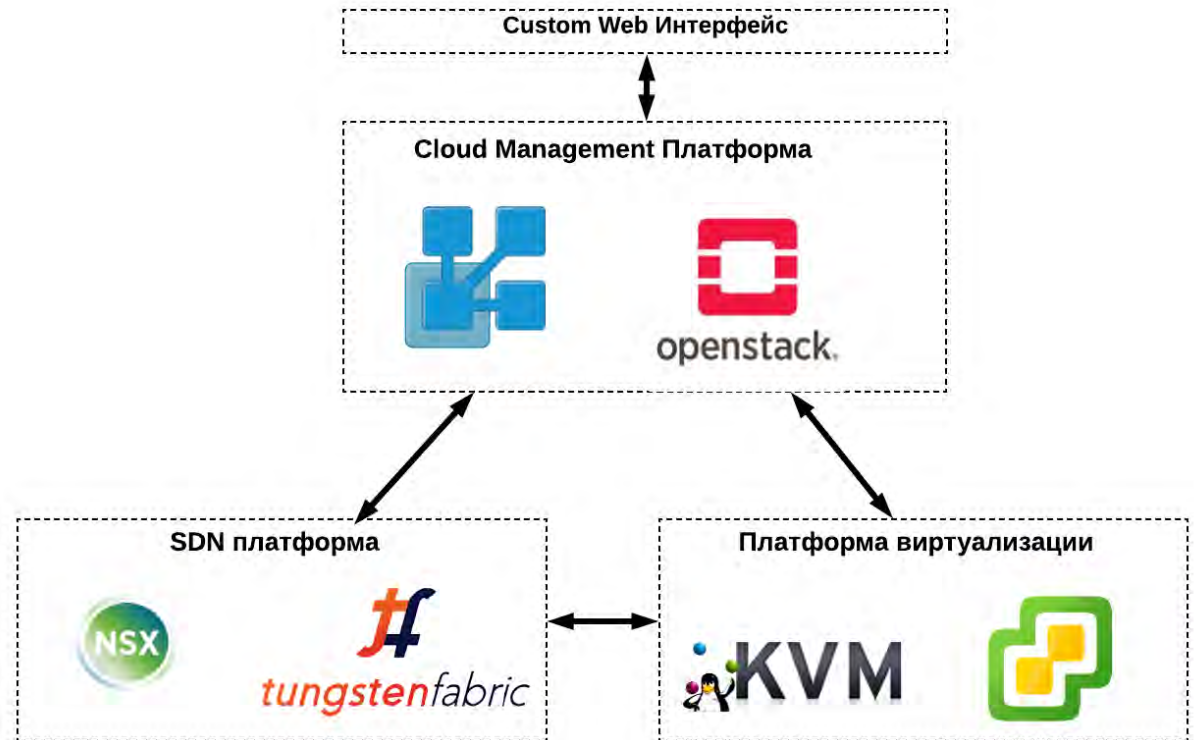 Custom Web Интерфейс
Cloud Management Платформа
openstack.
SDN платформа
Платформа виртуализации
NSX
tungstenfabric
KVM